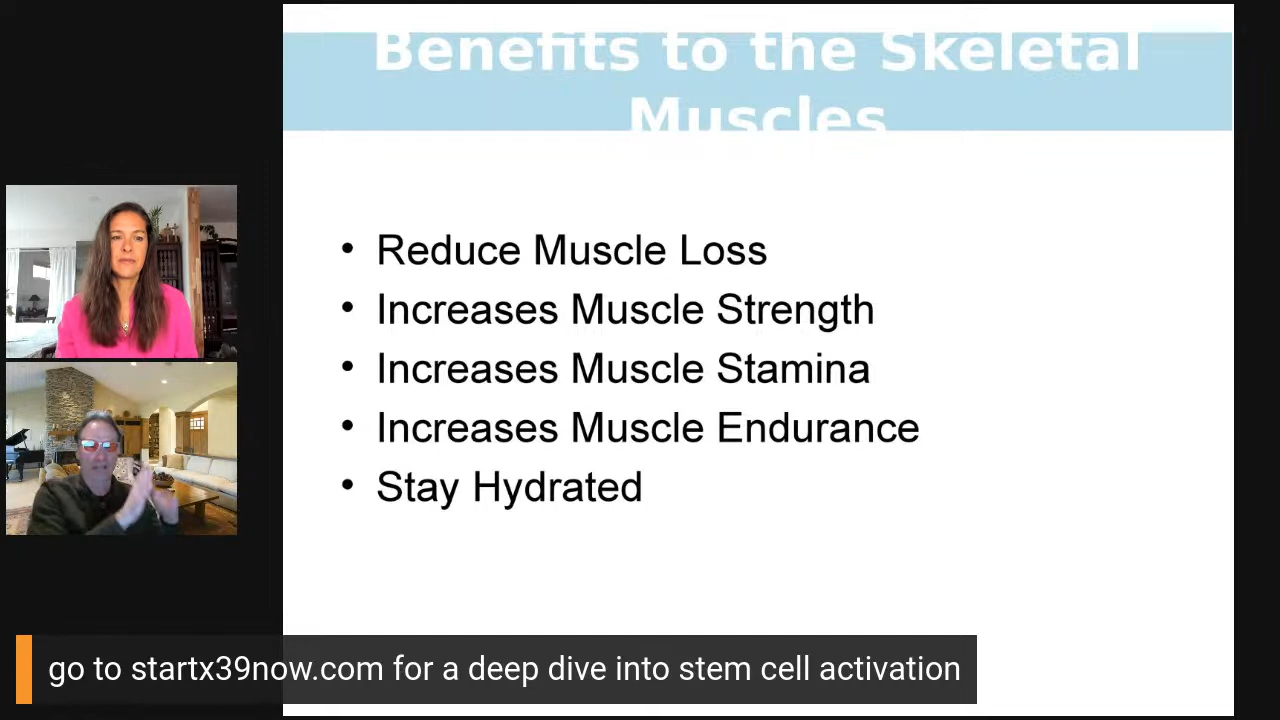 Benefits to the Skeletal
Muscles
• Reduce Muscle Loss
• Increases Muscle Strength
• Increases Muscle Stamina
• Increases Muscle Endurance
• Stay Hydrated
go to startx39now.com for a deep dive into stem cell activation